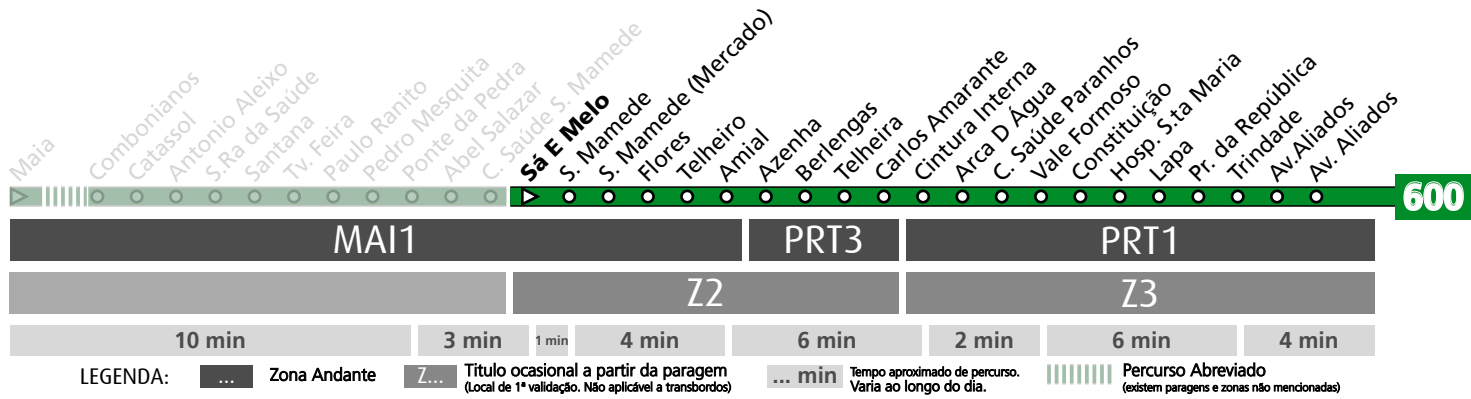 Maia
Combonianos
Catassol
Antonio Aleixo
S.Ra da Saúde
Santana
Tv. Feira
Paulo Ranito
Pedro Mesquita
Ponte da Pedra
Abel Salazar
C. Saúde S. Mamede
Sá E Melo
S. Mamede
S. Mamede (Mercado)
Flores
Telheiro
Amial
Azenha
Berlengas
Telheira
Carlos Amarante
Cintura Interna
Arca D Água
C. Saúde Paranhos
Vale Formoso
Constituição
Hosp. S.ta Maria
Lapa
Pr. da República
Trindade
Av.Aliados
Av. Aliados
600
MAI1 PRT3 PRT1
Z2 Z3
10 min 3 min 1 min 4 min 6 min 2 min 6 min 4 min
LEGENDA:
...
Zona Andante
Z...
Titulo ocasional a partir da paragem
(Local de 1ª validação. Não aplicável a transbordos)
... min
Tempo aproximado de percurso.
Varia ao longo do dia.
Percurso Abreviado
(existem paragens e zonas não mencionadas)